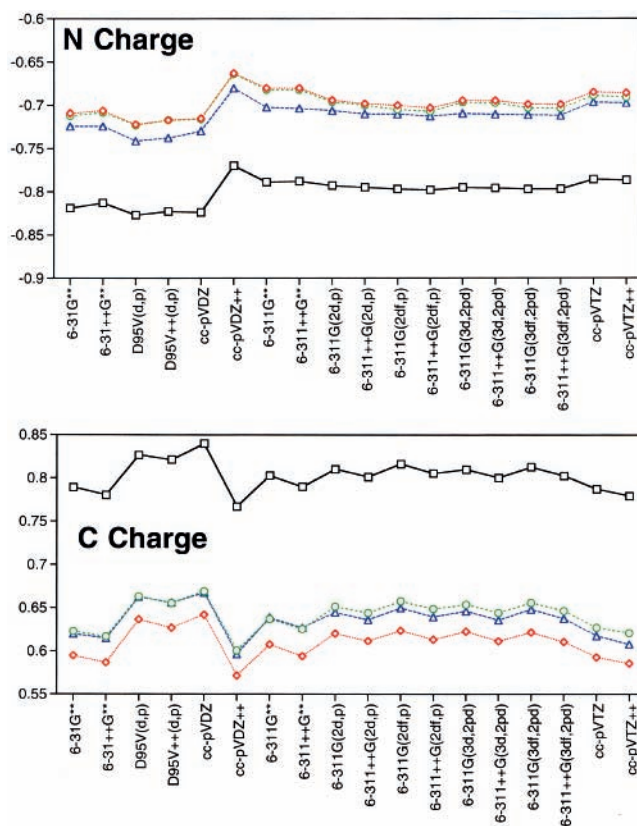 N Charge
-0.6
-0.65
-0.7
-0.75
-0.8
-0.85
-0.9
6-31G**
6-31++G**
D95V(d,p)
D95V++(d,p)
cc-pVDZ
cc-pVDZ++
6-311G**
6-311++G**
6-311G(2d,p)
6-311++G(2d,p)
6-311G(2df,p)
6-311++G(2df,p)
6-311G(3d,2pd)
6-311++G(3d,2pd)
6-311G(3df,2pd)
6-311++G(3df,2pd)
cc-pVTZ
cc-pVTZ++
0.85
0.8
0.75
0.7
0.65
0.6
0.55
C Charge
6-31G**
6-31++G**
D95V(d,p)
D95V++(d,p)
cc-pVDZ
cc-pVDZ++
6-311G**
6-311++G**
6-311G(2d,p)
6-311++G(2d,p)
6-311G(2df,p)
6-311++G(2df,p)
6-311G(3d,2pd)
6-311++G(3d,2pd)
6-311G(3df,2pd)
6-311++G(3df,2pd)
cc-pVTZ
cc-pVTZ++